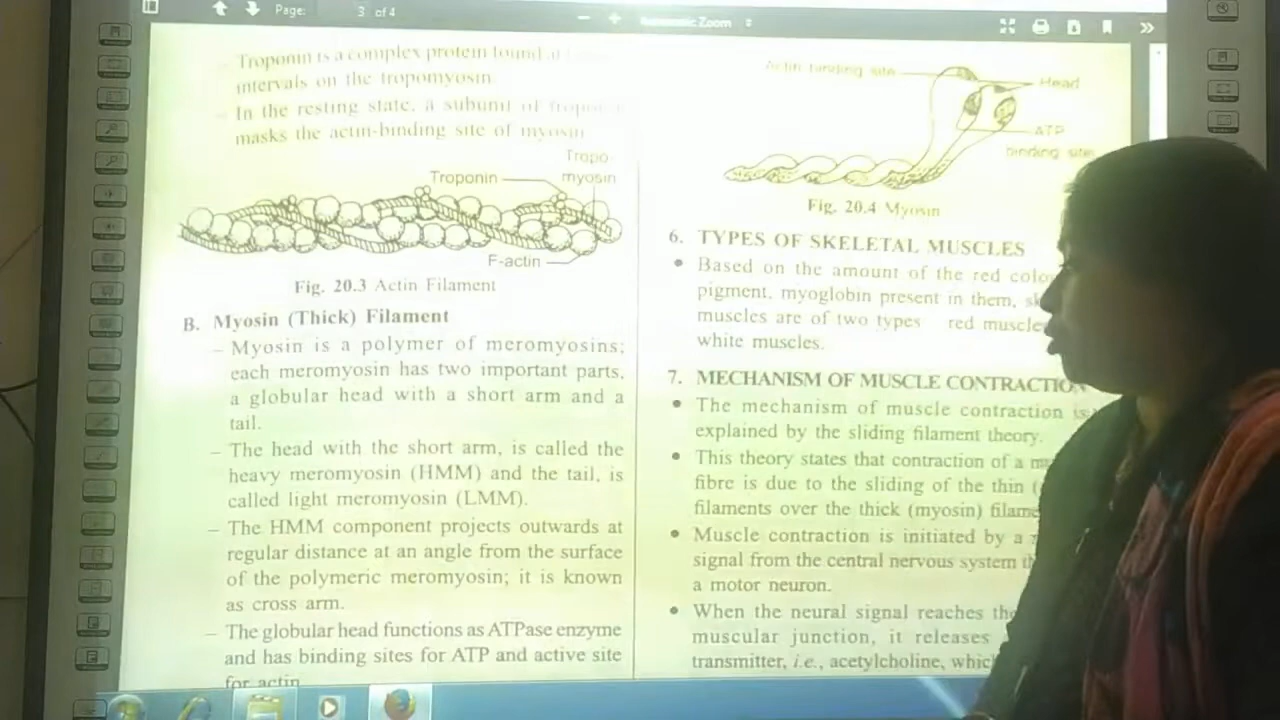 Page: 3 of 4
Automatic Zoom
– Troponin is a complex protein found at
intervals on the tropomyosin
– In the resting state, a subunit of
masks the actin-binding site of myosin
Tropo
Troponin myosin
F-actin
Fig. 20.3 Actin Filament
B. Myosin (Thick) Filament
– Myosin is a polymer of meromyosins;
each meromyosin has two important parts,
a globular head with a short arm and a
tail.
– The head with the short arm, is called the
heavy meromyosin (HMM) and the tail, is
called light meromyosin (LMM).
– The HMM component projects outwards at
regular distance at an angle from the surface
of the polymeric meromyosin; it is known
as cross arm.
– The globular head functions as ATPase enzyme
and has binding sites for ATP and active site
for actin
Actin binding site
Head
ATP
binding site
Fig. 20.4 Myosin
6. TYPES OF SKELETAL MUSCLES
• Based on the amount of the red
pigment, myoglobin present in them,
muscles are of two types red
white muscles.
7. MECHANISM OF MUSCLE CONTRACTION
• The mechanism of muscle contraction is
explained by the sliding filament theory.
• This theory states that contraction of a
fibre is due to the sliding of the thin
filaments over the thick (myosin)
• Muscle contraction is initiated by a
signal from the central nervous system
a motor neuron.
• When the neural signal reaches
muscular junction, it releases
transmitter, i.e., acetylcholine,